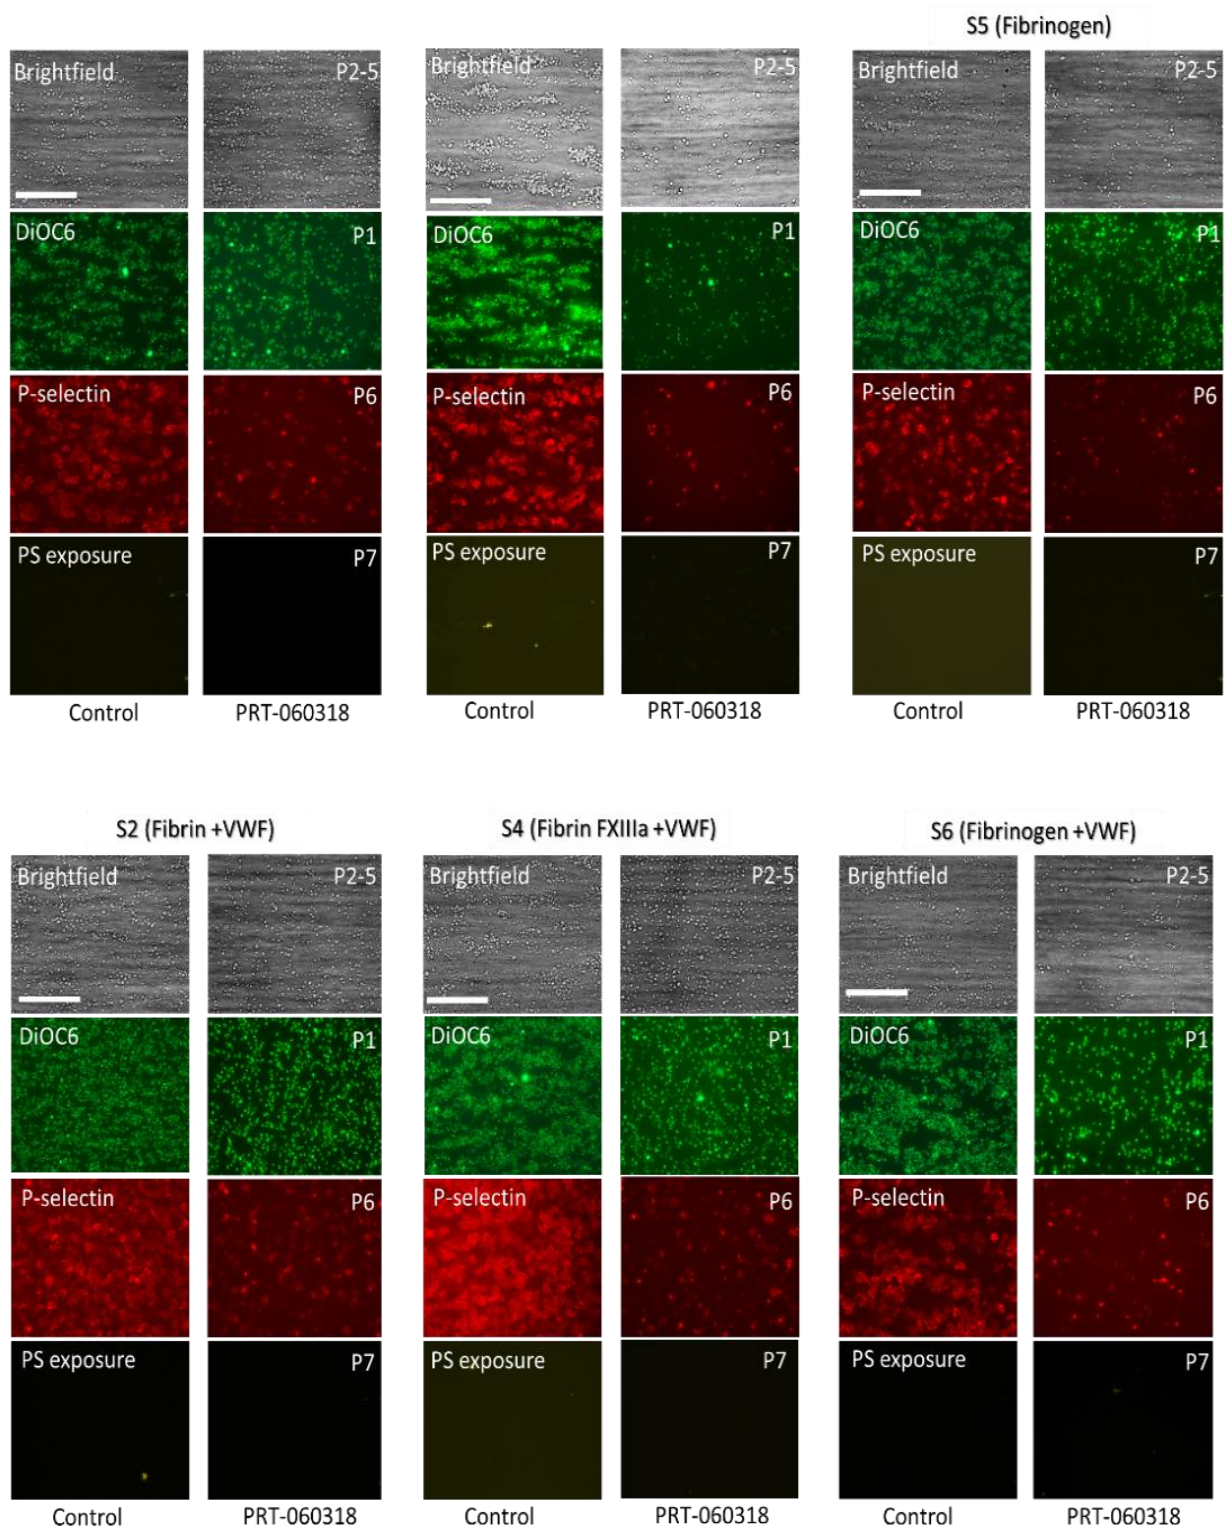 S5 (Fibrinogen)
Brightfield P2-5 Brightfield P2-5 Brightfield P2-5
DiOC6 P1 DiOC6 P1 DiOC6 P1
P-selectin P6 P-selectin P6 P-selectin P6
PS exposure P7 PS exposure P7 PS exposure P7
Control PRT-060318 Control PRT-060318 Control PRT-060318
S2 (Fibrin +VWF) S4 (Fibrin FXIIIa +VWF) S6 (Fibrinogen +VWF)
Brightfield P2-5 Brightfield P2-5 Brightfield P2-5
DiOC6 P1 DiOC6 P1 DiOC6 P1
P-selectin P6 P-selectin P6 P-selectin P6
PS exposure P7 PS exposure P7 PS exposure P7
Control PRT-060318 Control PRT-060318 Control PRT-060318